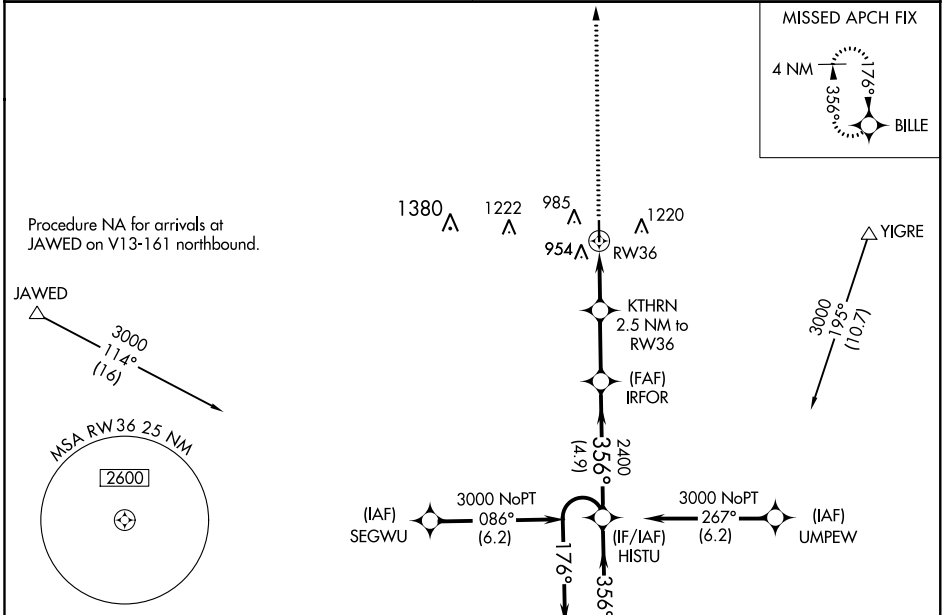 MISSED APCH FIX
4 NM
356°
176°
BILLE
Procedure NA for arrivals at
JAWED on V13-161 northbound.
1380
1222
985
1220
954
RW36
YIGRE
3000
195°
(10.7)
JAWED
3000
114°
(16)
KTHRN
2.5 NM to
RW36
(FAF)
IRFOR
2400
356°
(4.9)
MSA RW36 25 NM
2600
(IAF)
SEGWU
3000 NoPT
086°
(6.2)
(IF/IAF)
HISTU
3000 NoPT
267°
(6.2)
(IAF)
UMPEW
176°
356°